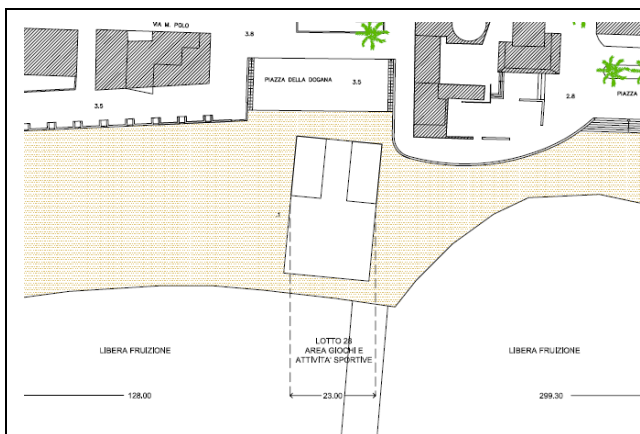 VIA M. POLO
3.8
PIAZZA DELLA DOGANA
3.5
3.5
2.8
PIAZZA
LIBERA FRUIZIONE
LOTTO 28
AREA GIOCHI E
ATTIVITA' SPORTIVE
LIBERA FRUIZIONE
128.00
23.00
299.30